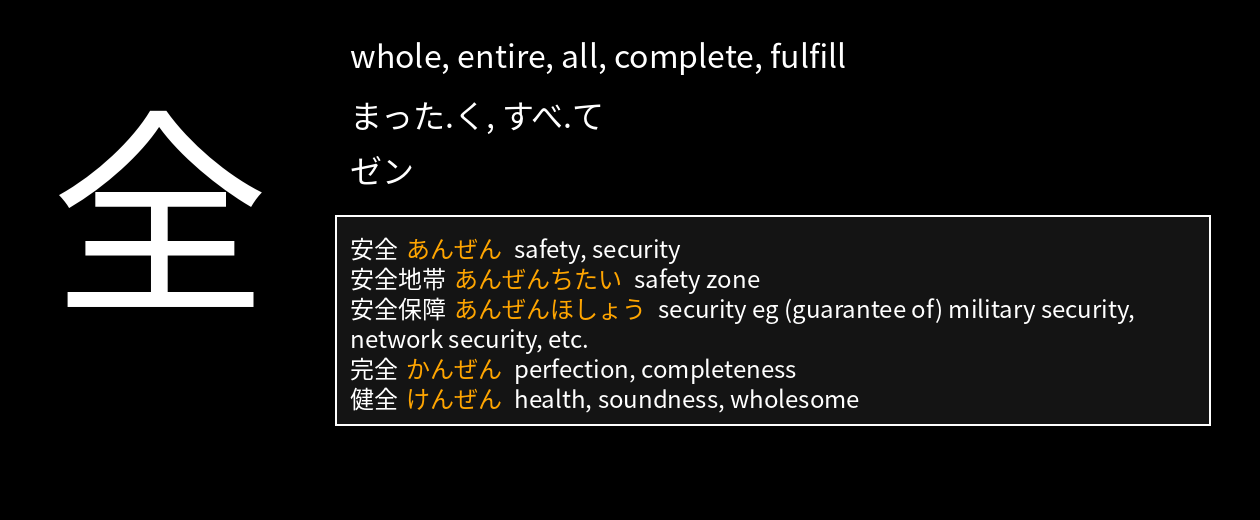 全
whole, entire, all, complete, fulfill
まった.く, すべ.て
ゼン
安全 あんぜん safety, security
安全地帯 あんぜんちたい safety zone
安全保障 あんぜんほしょう security eg (guarantee of) military security,
network security, etc.
完全 かんぜん perfection, completeness
健全 けんぜん health, soundness, wholesome